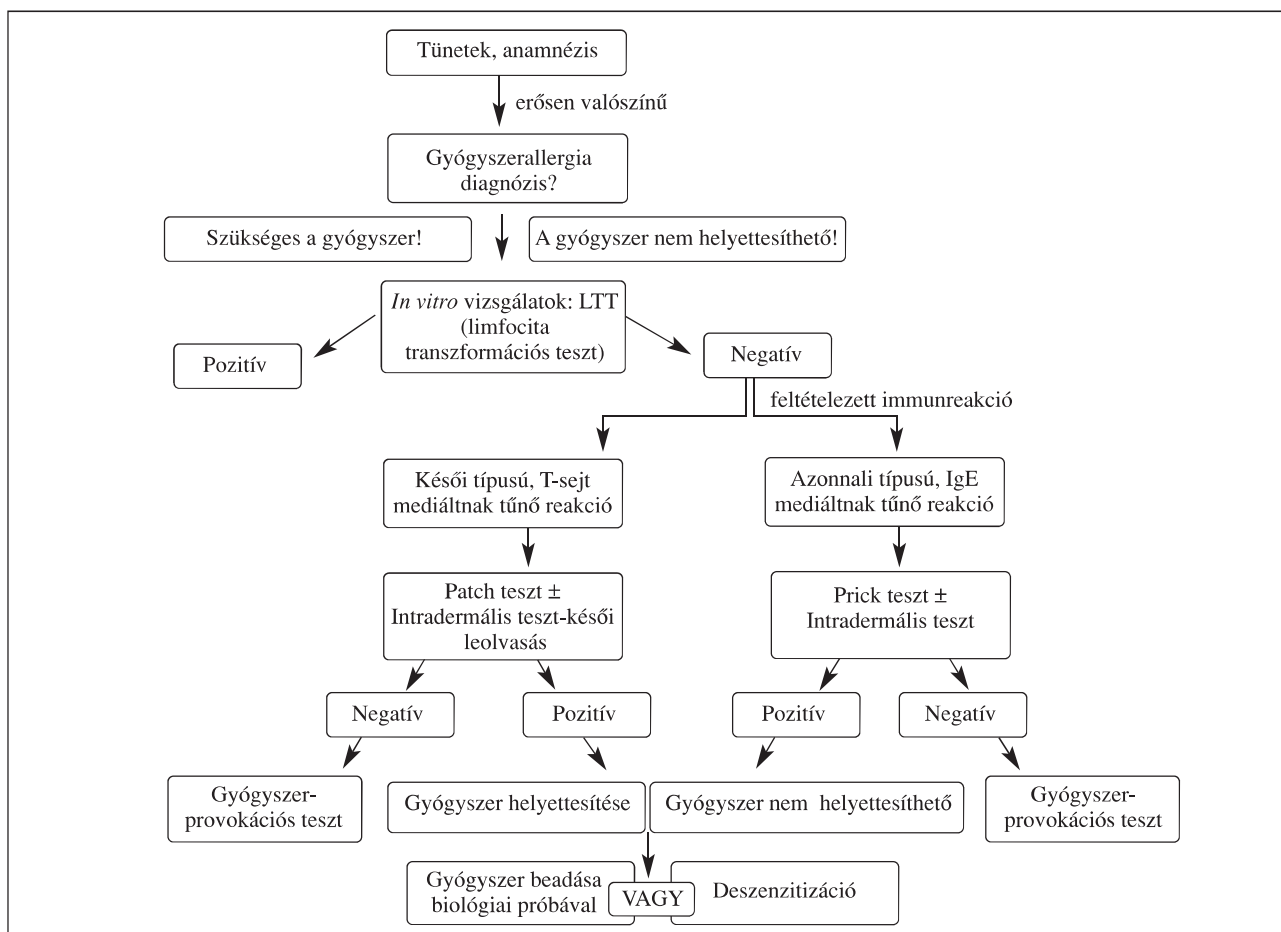 Tünetek, anamnézis
erősen valószínű
Gyógyszerallergia
diagnózis?
Szükséges a gyógyszer!
A gyógyszer nem helyettesíthető!
In vitro vizsgálatok: LTT
(limfocita
transzformációs teszt)
Pozitív
Negatív
feltételezett immunreakció
Késői típusú, T-sejt
mediáltnak tűnő reakció
Azonnali típusú, IgE
mediáltnak tűnő reakció
Patch teszt ±
Intradermális teszt-késői
leolvasás
Prick teszt ±
Intradermális teszt
Negatív
Pozitív
Pozitív
Negatív
Gyógyszer-
provokációs teszt
Gyógyszer helyettesítése
Gyógyszer nem helyettesíthető
Gyógyszer-
provokációs teszt
Gyógyszer beadása
biológiai próbával
VAGY
Deszenzitizáció